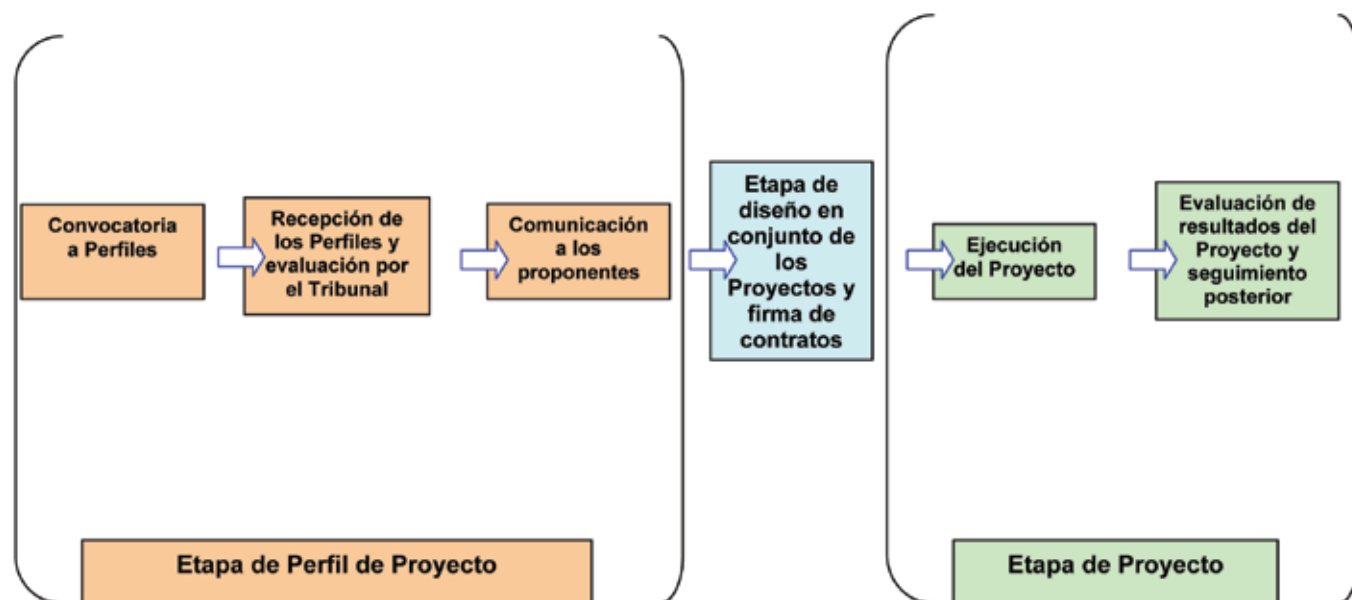 Convocatoria
a Perfiles
Recepción de
los Perfiles y
evaluación por
el Tribunal
Comunicación
a los
proponentes
Etapa de
diseño en
conjunto de
los
Proyectos y
firma de
contratos
Ejecución
del Proyecto
Evaluación de
resultados del
Proyecto y
seguimiento
posterior
Etapa de Perfil de Proyecto
Etapa de Proyecto